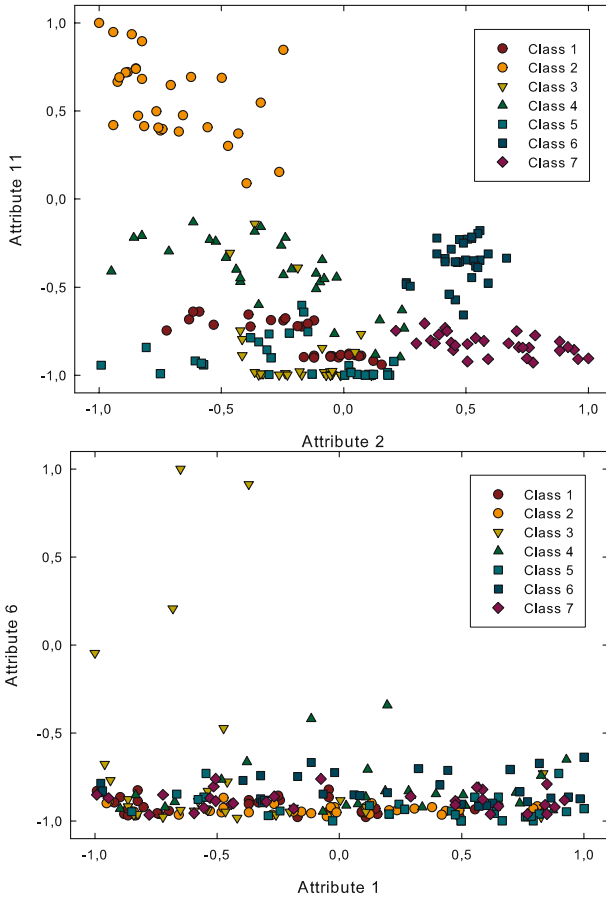 1,0
0,5
0,0
-0,5
-1,0
Attribute 11
Class 1
Class 2
Class 3
Class 4
Class 5
Class 6
Class 7
-1,0 -0,5 0,0 0,5 1,0
Attribute 2
1,0
0,5
0,0
-0,5
-1,0
Attribute 6
Class 1
Class 2
Class 3
Class 4
Class 5
Class 6
Class 7
-1,0 -0,5 0,0 0,5 1,0
Attribute 1